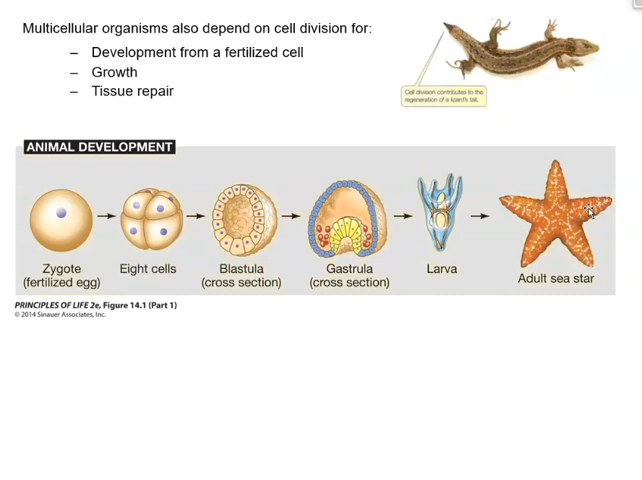 Multicellular organisms also depend on cell division for:
– Development from a fertilized cell
– Growth
– Tissue repair
Cell division contributes to the
regeneration of a lizard's tail.
ANIMAL DEVELOPMENT
Zygote
(fertilized egg)
Eight cells
Blastula
(cross section)
Gastrula
(cross section)
Larva
Adult sea star
PRINCIPLES OF LIFE 2e, Figure 14.1 (Part 1)
© 2014 Sinauer Associates, Inc.